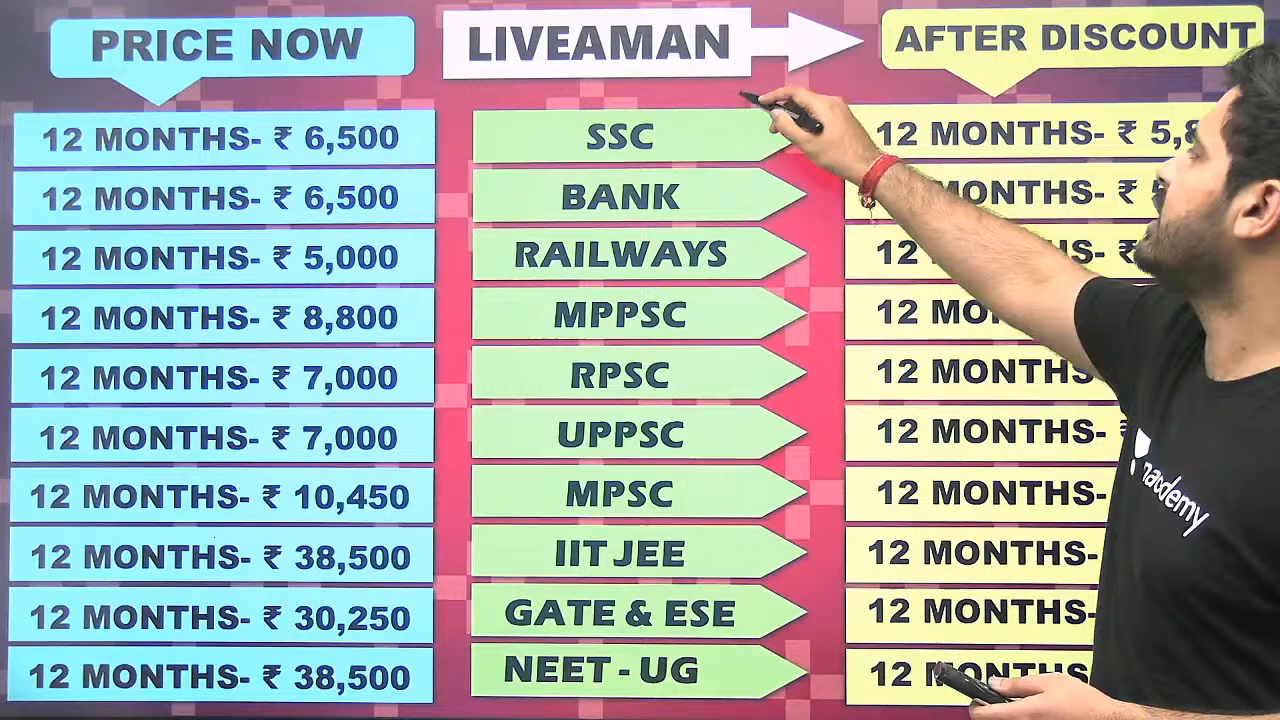 PRICE NOW
LIVEAMAN
AFTER DISCOUNT
12 MONTHS- ₹ 6,500
SSC
12 MONTHS- ₹ 5,8
12 MONTHS- ₹ 6,500
BANK
MONTHS- ₹
12 MONTHS- ₹ 5,000
RAILWAYS
12
12 MONTHS- ₹ 8,800
MPPSC
12
12 MONTHS- ₹ 7,000
RPSC
12 MONTHS-
12 MONTHS- ₹ 7,000
UPPSC
12 MONTHS- ₹
12 MONTHS- ₹ 10,450
MPSC
12 MONTHS-
12 MONTHS- ₹ 38,500
IIT JEE
12 MONTHS-
12 MONTHS- ₹ 30,250
GATE & ESE
12 MONTHS-
12 MONTHS- ₹ 38,500
NEET - UG
12 MONTHS
unacademy